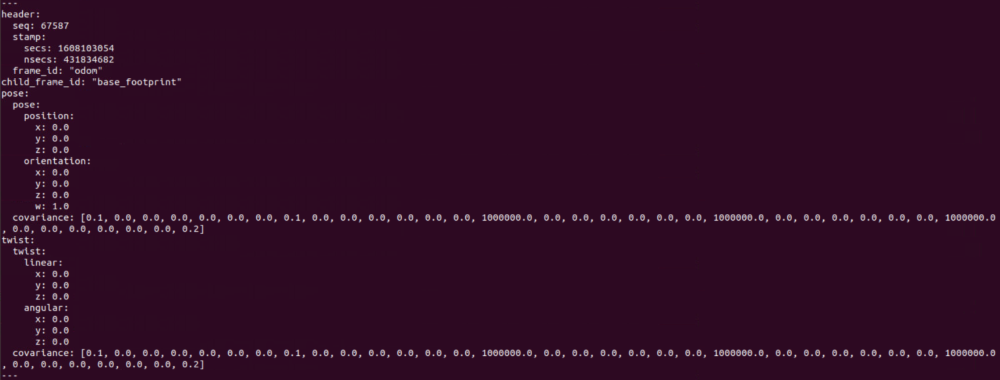 ---
header:
  seq: 67587
  stamp:
    secs: 1608103054
    nsecs: 431834682
  frame_id: "odom"
child_frame_id: "base_footprint"
pose:
  pose:
    position:
      x: 0.0
      y: 0.0
      z: 0.0
    orientation:
      x: 0.0
      y: 0.0
      z: 0.0
      w: 1.0
  covariance: [0.1, 0.0, 0.0, 0.0, 0.0, 0.0, 0.0, 0.1, 0.0, 0.0, 0.0, 0.0, 0.0, 0.0, 1000000.0, 0.0, 0.0, 0.0, 0.0, 0.0, 0.0, 1000000.0, 0.0, 0.0, 0.0, 0.0, 0.0, 0.0, 1000000.0
, 0.0, 0.0, 0.0, 0.0, 0.0, 0.0, 0.2]
twist:
  twist:
    linear:
      x: 0.0
      y: 0.0
      z: 0.0
    angular:
      x: 0.0
      y: 0.0
      z: 0.0
  covariance: [0.1, 0.0, 0.0, 0.0, 0.0, 0.0, 0.0, 0.1, 0.0, 0.0, 0.0, 0.0, 0.0, 0.0, 1000000.0, 0.0, 0.0, 0.0, 0.0, 0.0, 0.0, 1000000.0, 0.0, 0.0, 0.0, 0.0, 0.0, 0.0, 1000000.0
, 0.0, 0.0, 0.0, 0.0, 0.0, 0.0, 0.2]
---